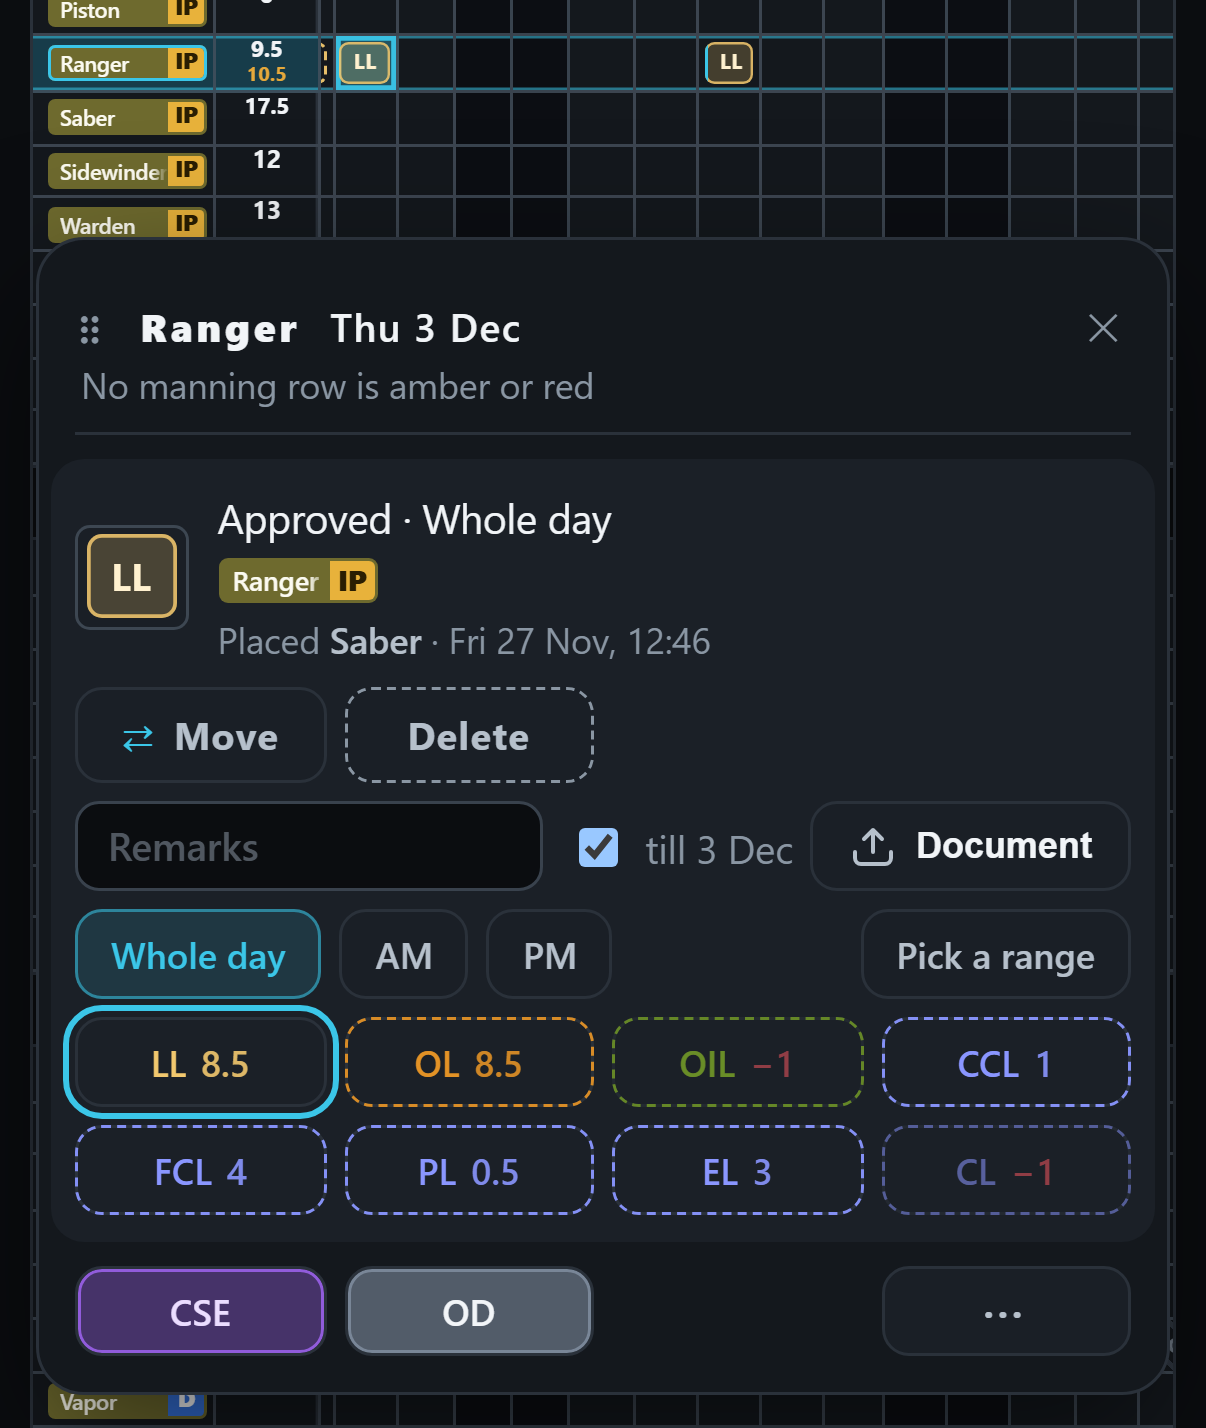 Piston IP
Ranger IP 9.5 LL LL
10.5
Saber IP 17.5
Sidewinder IP 12
Warden IP 13
Ranger Thu 3 Dec
No manning row is amber or red
LL
Approved · Whole day
Ranger IP
Placed Saber · Fri 27 Nov, 12:46
Move Delete
Remarks till 3 Dec Document
Whole day AM PM Pick a range
LL 8.5 OL 8.5 OIL −1 CCL 1
FCL 4 PL 0.5 EL 3 CL −1
CSE OD ...
Vapor D